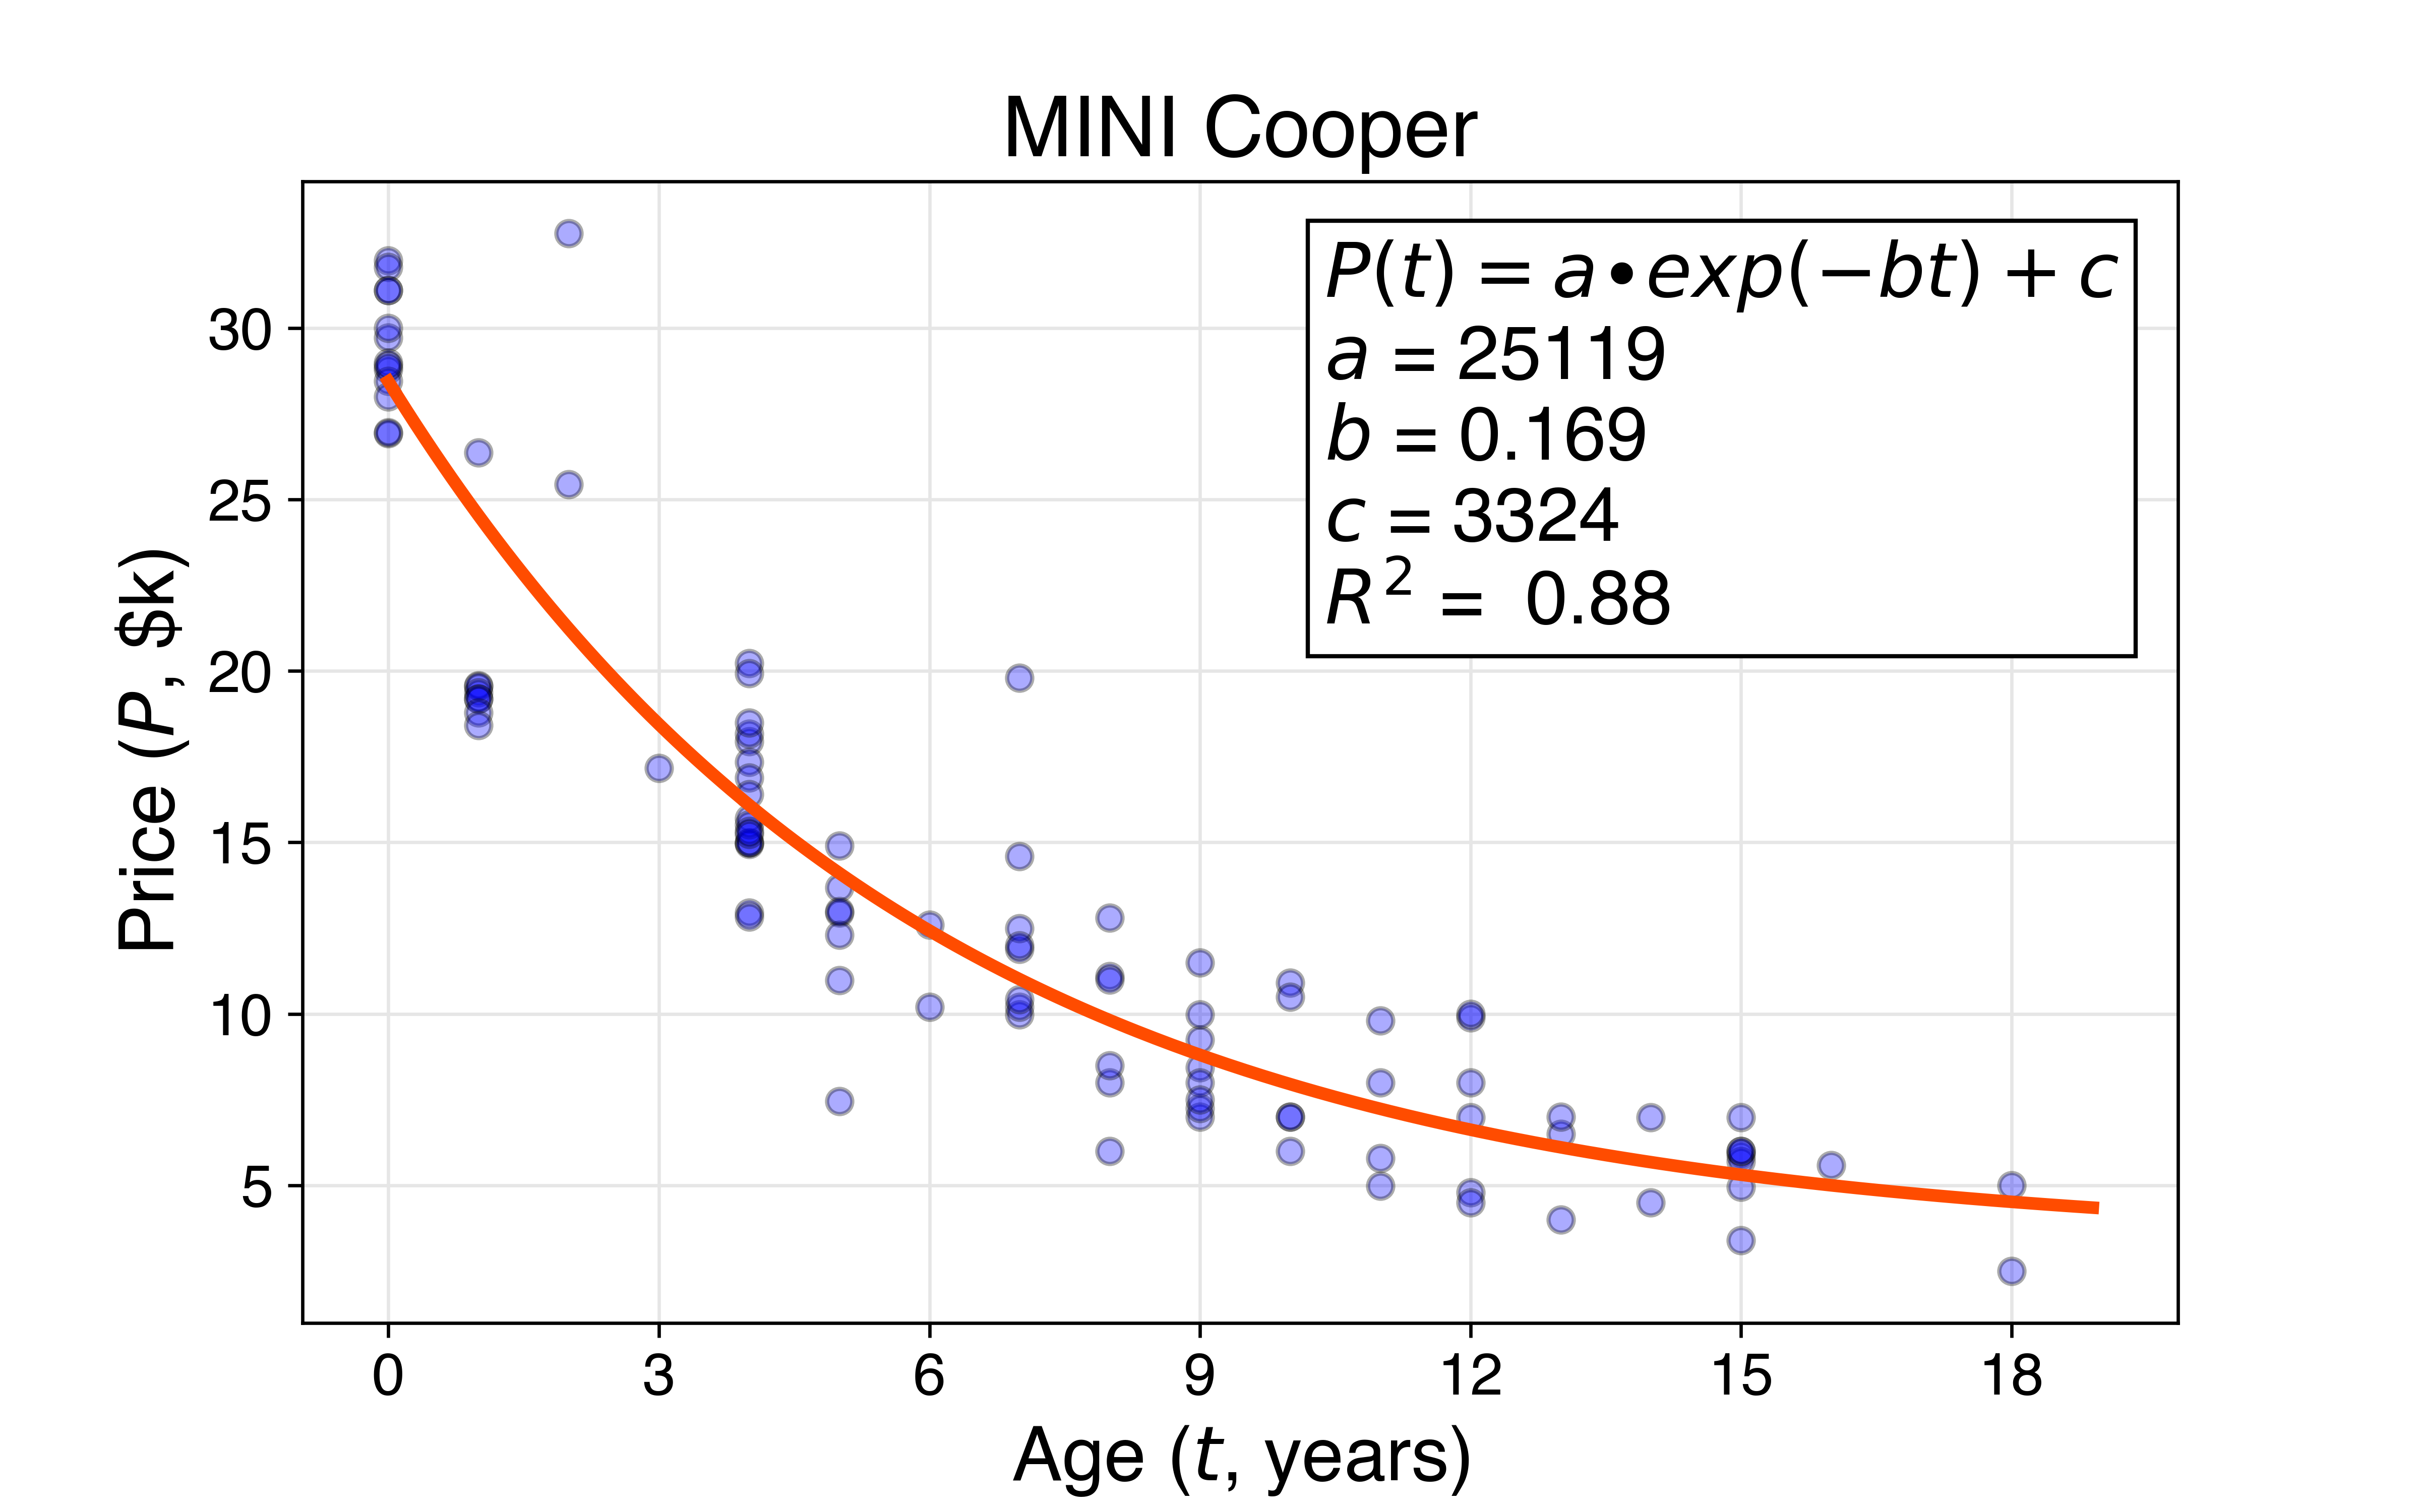 MINI Cooper
P(t) = a•exp(−bt) + c
a = 25119
b = 0.169
c = 3324
R² = 0.88
Price (P, $k)
30
25
20
15
10
5
0 3 6 9 12 15 18
Age (t, years)